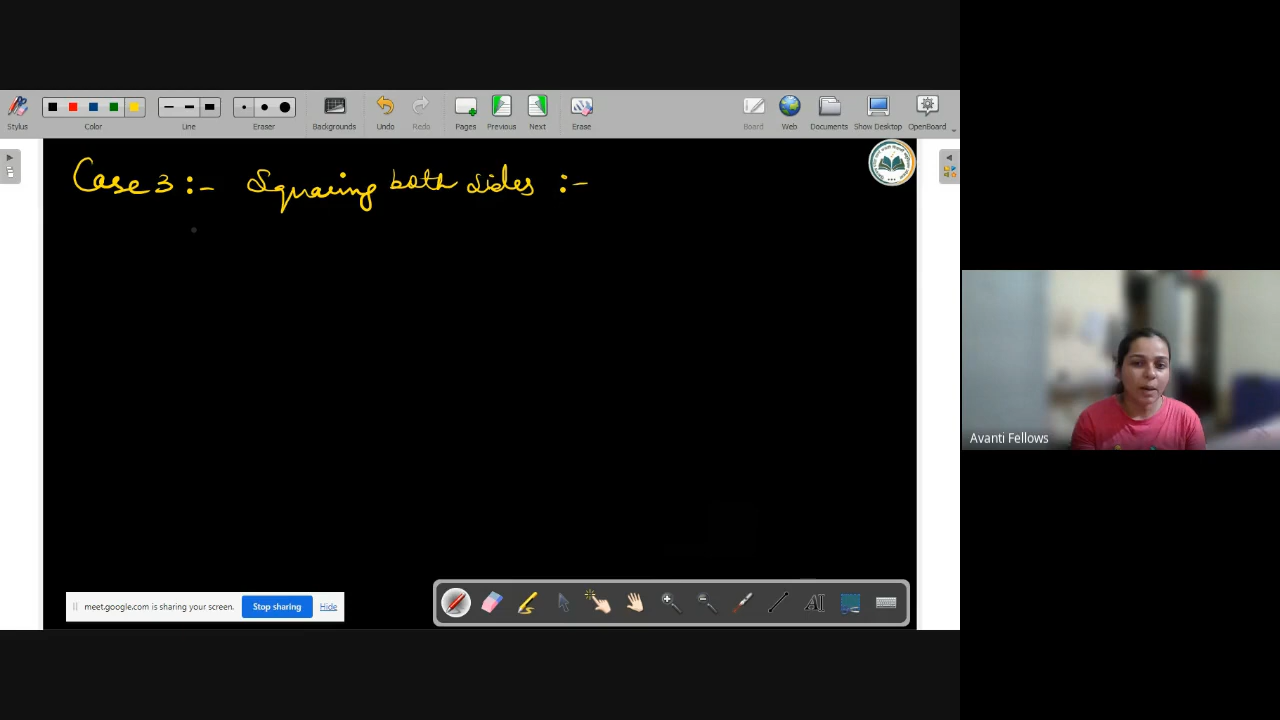 Stylus
Color
Line
Eraser
Backgrounds
Undo
Redo
Pages
Previous
Next
Erase
Board
Web
Documents
Show Desktop
OpenBoard
Case 3 :- Squaring both sides :-
Avanti Fellows
meet.google.com is sharing your screen.
Stop sharing
Hide
AI